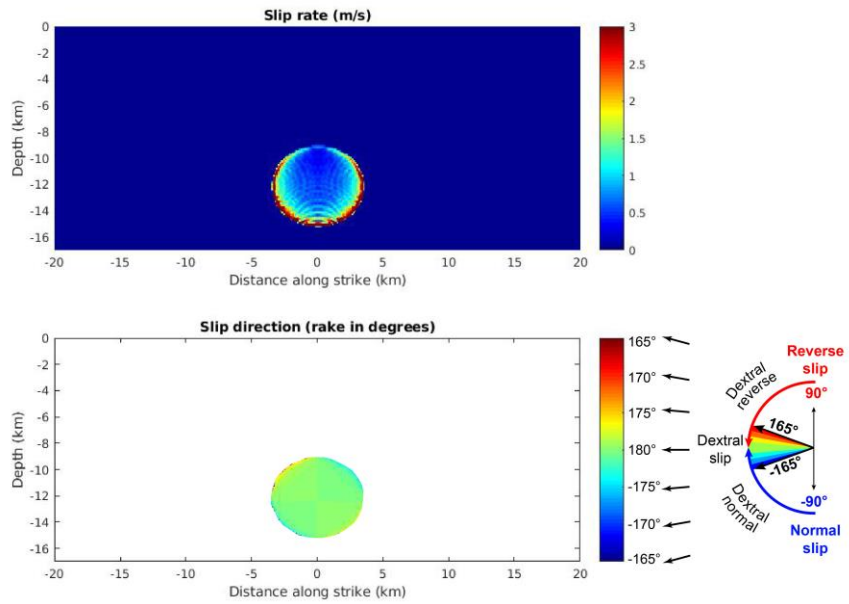 Slip rate (m/s)
0
-2
-4
-6
-8
-10
-12
-14
-16
Depth (km)
-20 -15 -10 -5 0 5 10 15 20
Distance along strike (km)
3
2.5
2
1.5
1
0.5
0
Slip direction (rake in degrees)
0
-2
-4
-6
-8
-10
-12
-14
-16
Depth (km)
-20 -15 -10 -5 0 5 10 15 20
Distance along strike (km)
165°
170°
175°
180°
-175°
-170°
-165°
Reverse
slip
90°
Dextral/
reverse
165°
Dextral
slip
-165°
Dextral/
normal
-90°
Normal
slip